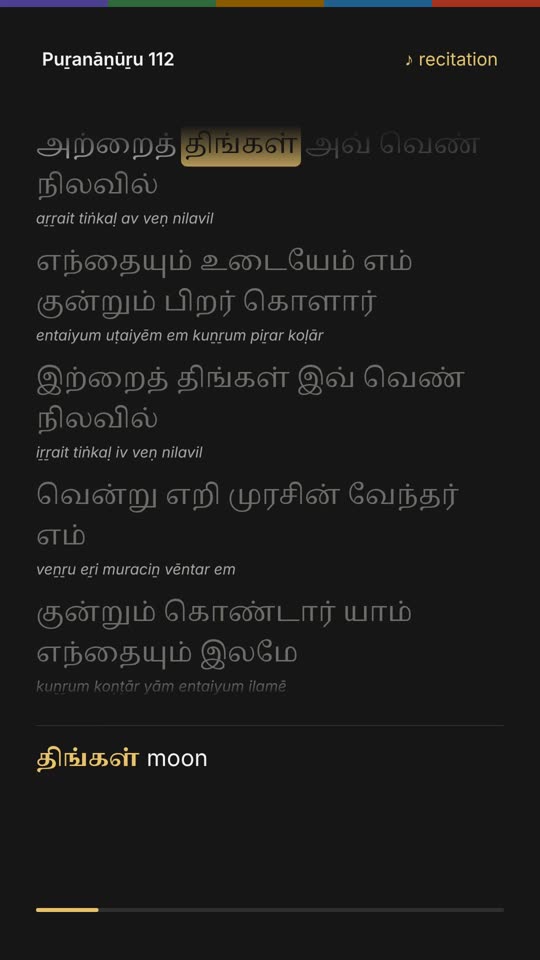 Puṟanāṉūṟu 112
♪ recitation
அற்றைத் திங்கள் அவ் வெண்
நிலவில்
aṟṟait tiṅkaḷ av veṇ nilavil
எந்தையும் உடையேம் எம்
குன்றும் பிறர் கொளார்
entaiyum uṭaiyēm em kuṉṟum piṟar koḷār
இற்றைத் திங்கள் இவ் வெண்
நிலவில்
iṟṟait tiṅkaḷ iv veṇ nilavil
வென்று எறி முரசின் வேந்தர்
எம்
veṉṟu eṟi muraciṉ vēntar em
குன்றும் கொண்டார் யாம்
எந்தையும் இலமே
kuṉṟum koṇṭār yām entaiyum ilamē
திங்கள் moon